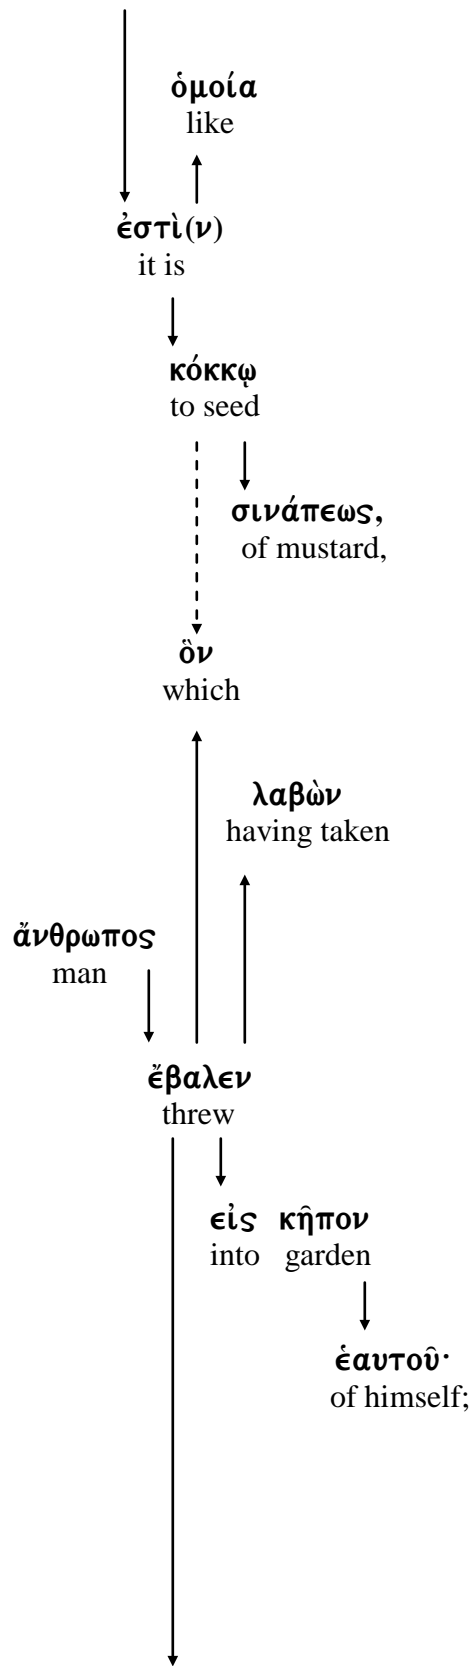 ὁμοία
like
ἐστὶ(ν)
it is
κόκκῳ
to seed
σινάπεως,
of mustard,
ὃν
which
λαβὼν
having taken
ἄνθρωπος
man
ἔβαλεν
threw
εἰς κῆπον
into garden
ἑαυτοῦ·
of himself;